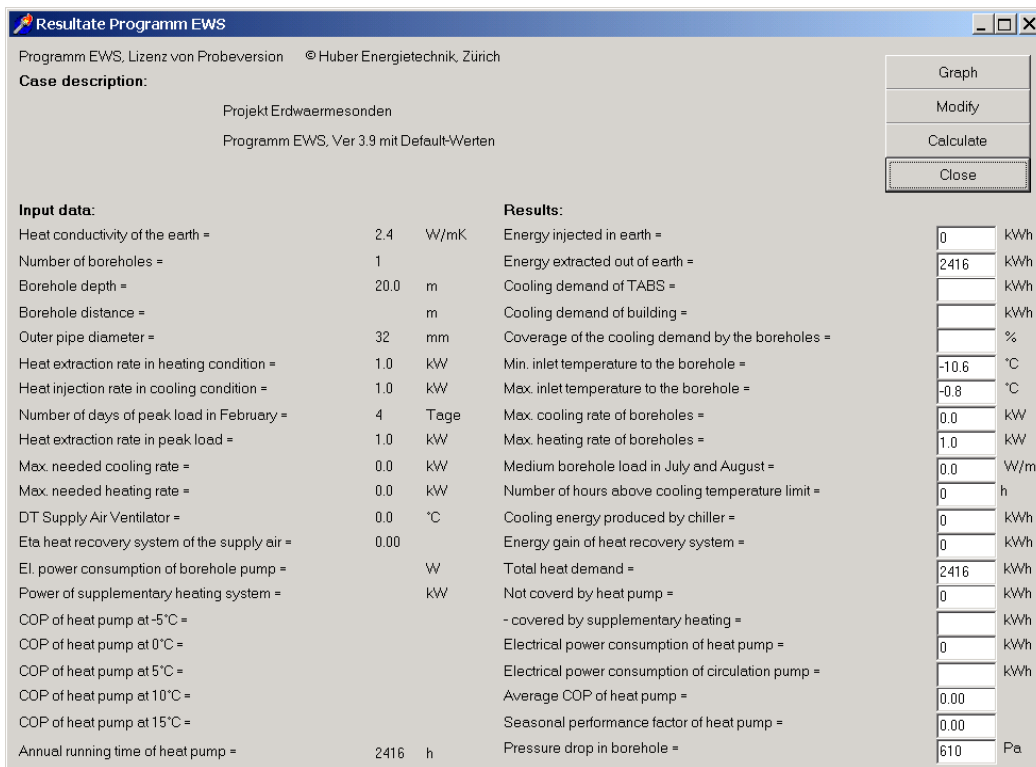 Resultate Programm EWS
Programm EWS, Lizenz von Probeversion © Huber Energietechnik, Zürich
Case description:
Projekt Erdwaermesonden
Programm EWS, Ver 3.9 mit Default-Werten
Graph
Modify
Calculate
Close
Input data:
Heat conductivity of the earth = 2.4 W/mK
Number of boreholes = 1
Borehole depth = 20.0 m
Borehole distance = m
Outer pipe diameter = 32 mm
Heat extraction rate in heating condition = 1.0 kW
Heat injection rate in cooling condition = 1.0 kW
Number of days of peak load in February = 4 Tage
Heat extraction rate in peak load = 1.0 kW
Max. needed cooling rate = 0.0 kW
Max. needed heating rate = 0.0 kW
DT Supply Air Ventilator = 0.0 °C
Eta heat recovery system of the supply air = 0.00
El. power consumption of borehole pump = W
Power of supplementary heating system = kW
COP of heat pump at -5°C =
COP of heat pump at 0°C =
COP of heat pump at 5°C =
COP of heat pump at 10°C =
COP of heat pump at 15°C =
Annual running time of heat pump = 2416 h
Results:
Energy injected in earth = 0 kWh
Energy extracted out of earth = 2416 kWh
Cooling demand of TABS = kWh
Cooling demand of building = kWh
Coverage of the cooling demand by the boreholes = %
Min. inlet temperature to the borehole = -10.6 °C
Max. inlet temperature to the borehole = -0.8 °C
Max. cooling rate of boreholes = 0.0 kW
Max. heating rate of boreholes = 1.0 kW
Medium borehole load in July and August = 0.0 W/m
Number of hours above cooling temperature limit = 0 h
Cooling energy produced by chiller = 0 kWh
Energy gain of heat recovery system = 0 kWh
Total heat demand = 2416 kWh
Not coverd by heat pump = 0 kWh
- covered by supplementary heating = kWh
Electrical power consumption of heat pump = 0 kWh
Electrical power consumption of circulation pump = kWh
Average COP of heat pump = 0.00
Seasonal performance factor of heat pump = 0.00
Pressure drop in borehole = 610 Pa